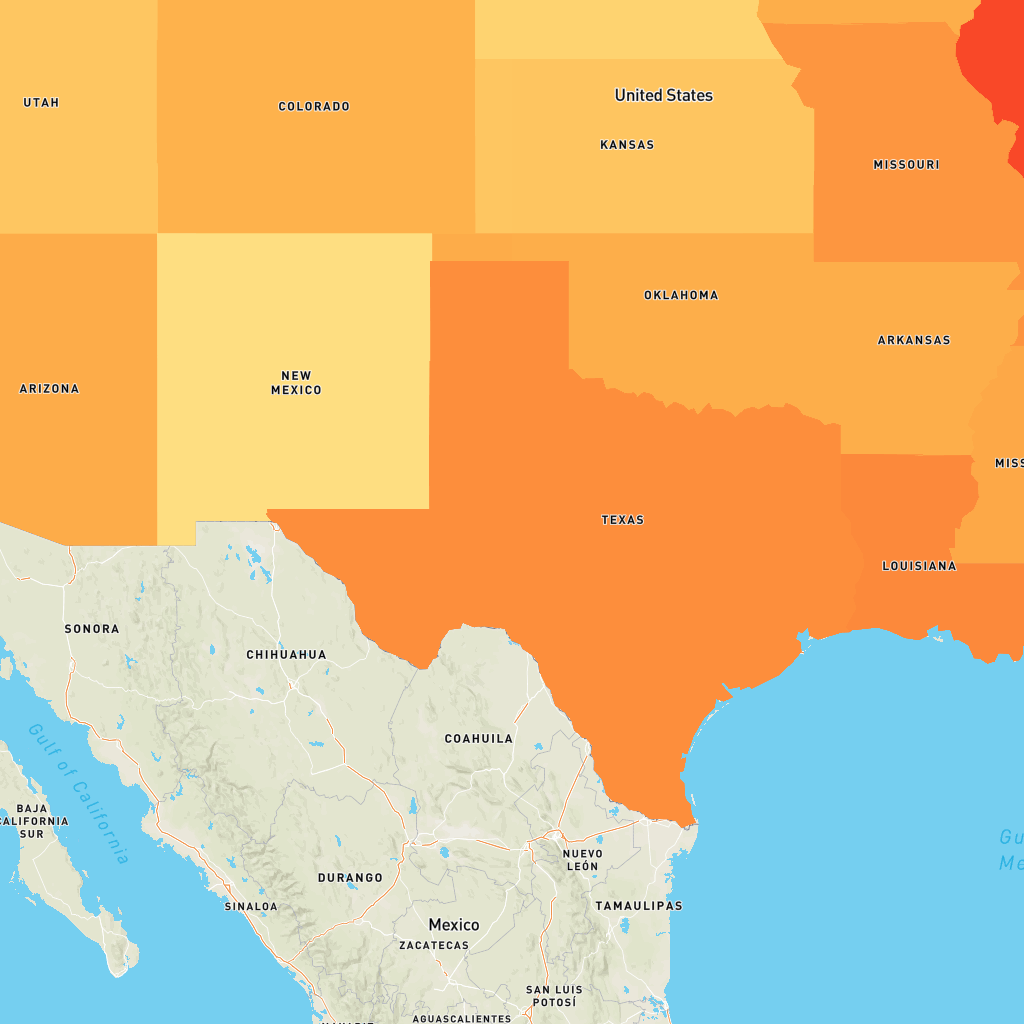 UTAH
COLORADO
United States
KANSAS
MISSOURI
OKLAHOMA
ARKANSAS
ARIZONA
NEW
MEXICO
MISS
TEXAS
LOUISIANA
SONORA
CHIHUAHUA
Gulf of California
COAHUILA
BAJA
CALIFORNIA
SUR
Gu
Me
NUEVO
LEÓN
DURANGO
SINALOA
TAMAULIPAS
Mexico
ZACATECAS
SAN LUIS
POTOSÍ
AGUASCALIENTES